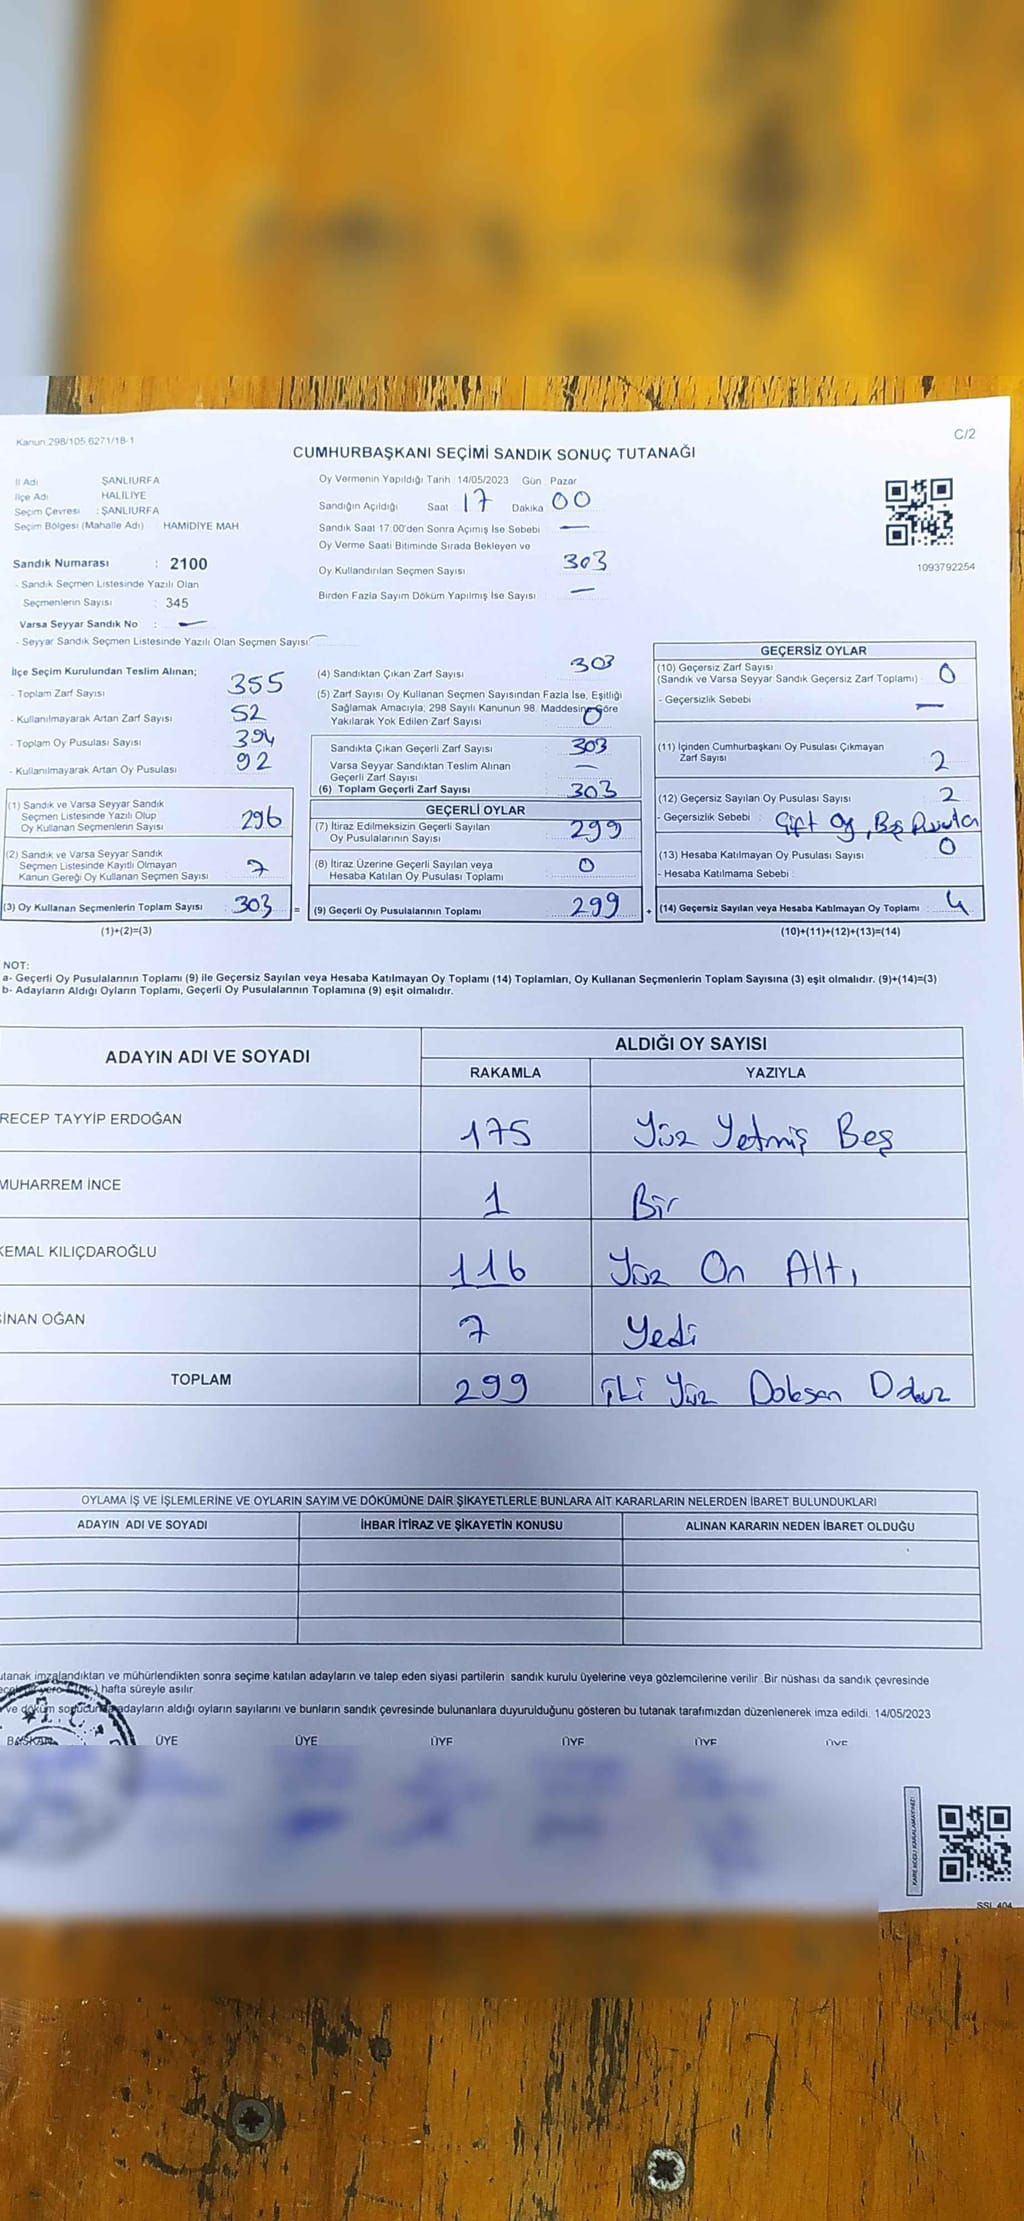 Kanun 298/105,6271/18-1
C/2
CUMHURBAŞKANI SEÇİMİ SANDIK SONUÇ TUTANAĞI
İl Adı ŞANLIURFA
İlçe Adı HALİLİYE
Seçim Çevresi : ŞANLIURFA
Seçim Bölgesi (Mahalle Adı) HAMİDİYE MAH
Sandık Numarası : 2100
- Sandık Seçmen Listesinde Yazılı Olan
Seçmenlerin Sayısı : 345
Varsa Seyyar Sandık No : —
- Seyyar Sandık Seçmen Listesinde Yazılı Olan Seçmen Sayısı: —
Oy Vermenin Yapıldığı Tarih 14/05/2023 Gün Pazar
Sandığın Açıldığı Saat 17 Dakika 00
Sandık Saat 17:00'den Sonra Açımış İse Sebebi —
Oy Verme Saati Bitiminde Sırada Bekleyen ve
Oy Kullandırılan Seçmen Sayısı 303
Birden Fazla Sayım Döküm Yapılmış İse Sayısı —
1093792254
İlçe Seçim Kurulundan Teslim Alınan;
- Toplam Zarf Sayısı 355
- Kullanılmayarak Artan Zarf Sayısı 52
- Toplam Oy Pusulası Sayısı 394
- Kullanılmayarak Artan Oy Pusulası 92
(1) Sandık ve Varsa Seyyar Sandık
Seçmen Listesinde Yazılı Olup
Oy Kullanan Seçmenlerin Sayısı 296
(2) Sandık ve Varsa Seyyar Sandık
Seçmen Listesinde Kayıtlı Olmayan
Kanun Gereği Oy Kullanan Seçmen Sayısı 7
(3) Oy Kullanan Seçmenlerin Toplam Sayısı 303 =
(1)+(2)=(3)
(4) Sandıktan Çıkan Zarf Sayısı 303
(5) Zarf Sayısı Oy Kullanan Seçmen Sayısından Fazla İse, Eşitliği
Sağlamak Amacıyla, 298 Sayılı Kanunun 98. Maddesine Göre
Yakılarak Yok Edilen Zarf Sayısı 0
Sandıkta Çıkan Geçerli Zarf Sayısı 303
Varsa Seyyar Sandıktan Teslim Alınan
Geçerli Zarf Sayısı —
(6) Toplam Geçerli Zarf Sayısı 303
GEÇERLİ OYLAR
(7) İtiraz Edilmeksizin Geçerli Sayılan
Oy Pusulalarının Sayısı 299
(8) İtiraz Üzerine Geçerli Sayılan veya
Hesaba Katılan Oy Pusulası Toplamı 0
(9) Geçerli Oy Pusulalarının Toplamı 299 +
GEÇERSİZ OYLAR
(10) Geçersiz Zarf Sayısı
(Sandık ve Varsa Seyyar Sandık Geçersiz Zarf Toplamı) 0
- Geçersizlik Sebebi —
(11) İçinden Cumhurbaşkanı Oy Pusulası Çıkmayan
Zarf Sayısı 2
(12) Geçersiz Sayılan Oy Pusulası Sayısı 2
- Geçersizlik Sebebi : Çift Oy, Boş
(13) Hesaba Katılmayan Oy Pusulası Sayısı 0
- Hesaba Katılmama Sebebi :
(14) Geçersiz Sayılan veya Hesaba Katılmayan Oy Toplamı 4
(10)+(11)+(12)+(13)=(14)
NOT:
a- Geçerli Oy Pusulalarının Toplamı (9) ile Geçersiz Sayılan veya Hesaba Katılmayan Oy Toplamı (14) Toplamları, Oy Kullanan Seçmenlerin Toplam Sayısına (3) eşit olmalıdır. (9)+(14)=(3)
b- Adayların Aldığı Oyların Toplamı, Geçerli Oy Pusulalarının Toplamına (9) eşit olmalıdır.
ADAYIN ADI VE SOYADI ALDIĞI OY SAYISI
RAKAMLA YAZIYLA
RECEP TAYYİP ERDOĞAN 175 Yüz Yetmiş Beş
MUHARREM İNCE 1 Bir
KEMAL KILIÇDAROĞLU 116 Yüz On Altı
SİNAN OĞAN 7 Yedi
TOPLAM 299 İki Yüz Doksan Dokuz
OYLAMA İŞ VE İŞLEMLERİNE VE OYLARIN SAYIM VE DÖKÜMÜNE DAİR ŞİKAYETLERLE BUNLARA AİT KARARLARIN NELERDEN İBARET BULUNDUKLARI
ADAYIN ADI VE SOYADI İHBAR İTİRAZ VE ŞİKAYETİN KONUSU ALINAN KARARIN NEDEN İBARET OLDUĞU
utanak imzalandıktan ve mühürlendikten sonra seçime katılan adayların ve talep eden siyasi partilerin sandık kurulu üyelerine veya gözlemcilerine verilir. Bir nüshası da sandık çevresinde
hafta süreyle asılır.
ve döküm sonucunda adayların aldığı oyların sayılarını ve bunların sandık çevresinde bulunanlara duyurulduğunu gösteren bu tutanak tarafımızdan düzenlenerek imza edildi. 14/05/2023
BAŞKAN ÜYE ÜYE ÜYE ÜYE ÜYE ÜYE
KARE KODU KARALAMAYINIZ!
SSI 404